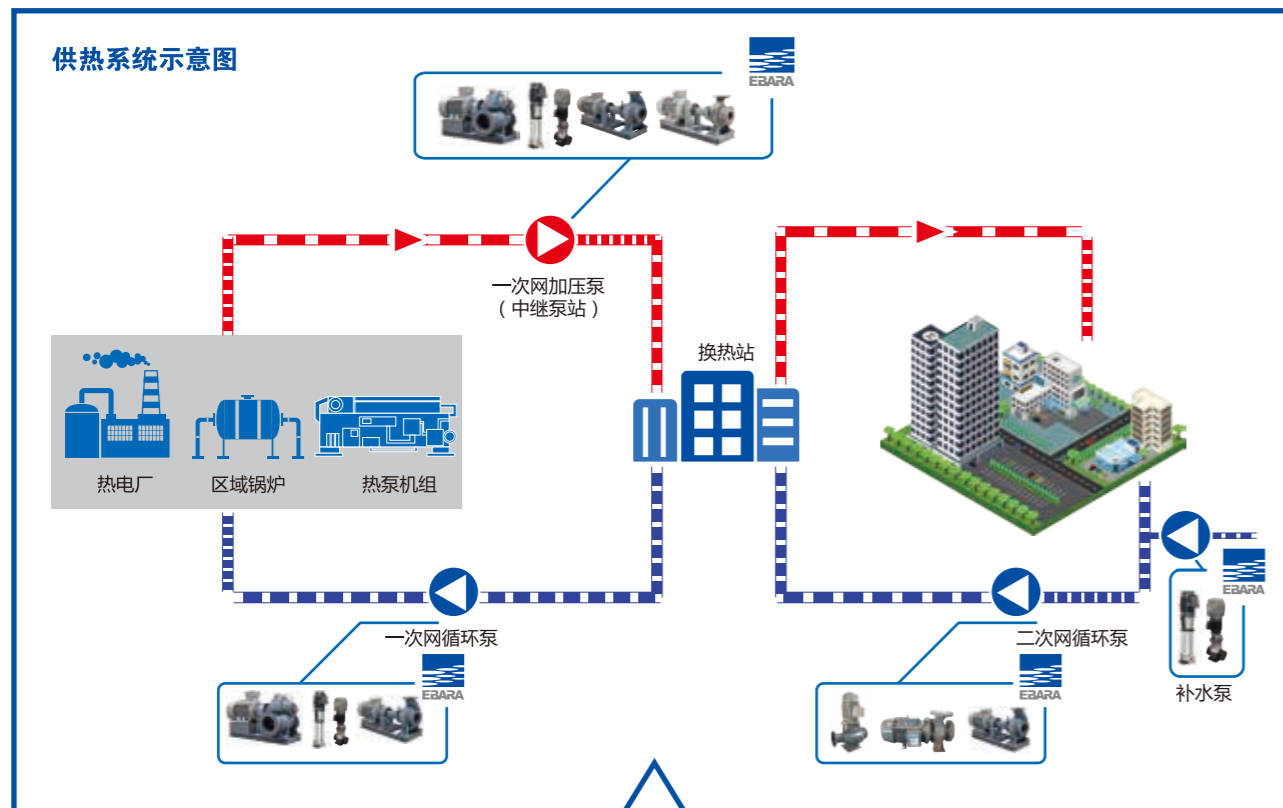 供热系统示意图
EBARA
一次网加压泵
（中继泵站）
换热站
热电厂
区域锅炉
热泵机组
一次网循环泵
EBARA
二次网循环泵
EBARA
EBARA
补水泵